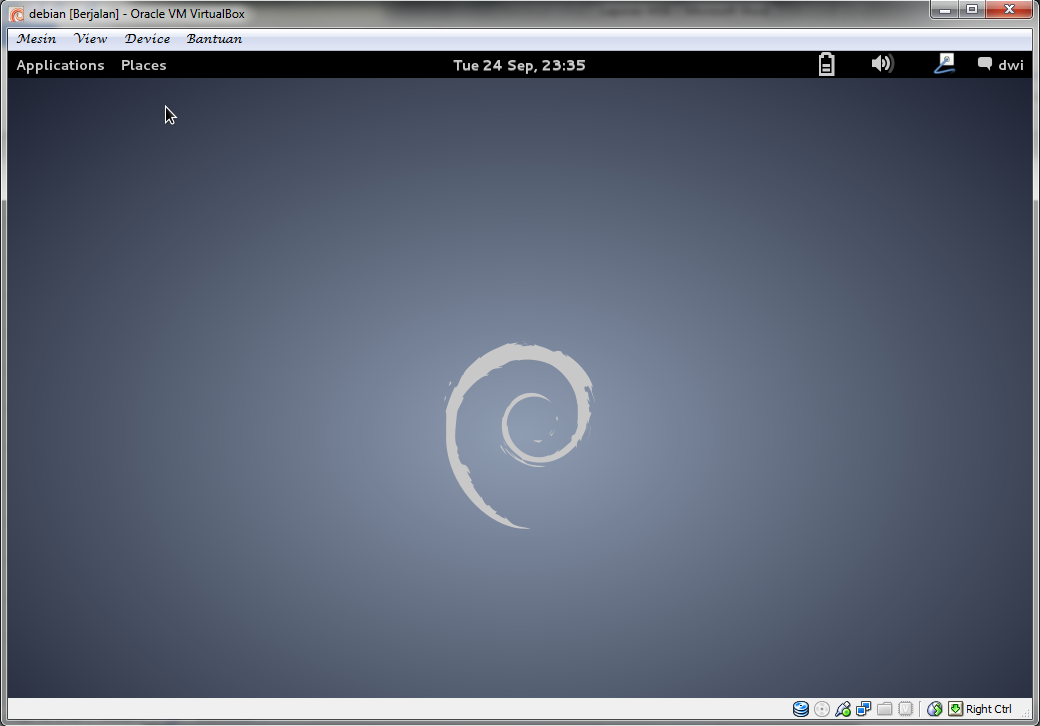 debian [Berjalan] - Oracle VM VirtualBox
Mesin View Device Bantuan
Applications Places Tue 24 Sep, 23:35 dwi
Right Ctrl